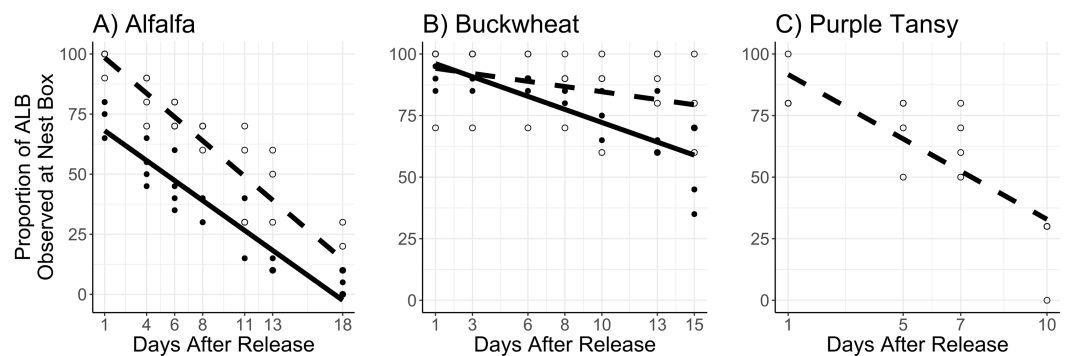 A) Alfalfa
B) Buckwheat
C) Purple Tansy
Proportion of ALB
Observed at Nest Box
100
75
50
25
0
1 4 6 8 11 13 18
Days After Release
100
75
50
25
0
1 3 6 8 10 13 15
Days After Release
100
75
50
25
0
1 5 7 10
Days After Release